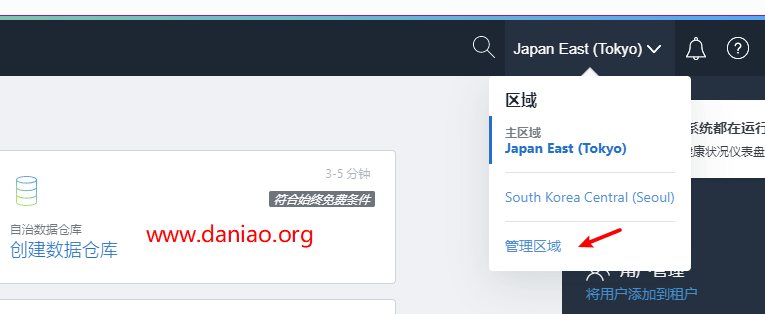 Japan East (Tokyo)
区域
主区域
Japan East (Tokyo)
South Korea Central (Seoul)
管理区域
系统都在运行
健康状况仪表盘
3-5 分钟
符合始终免费条件
自治数据仓库
创建数据仓库
www.daniao.org
用户管理
将用户添加到租户